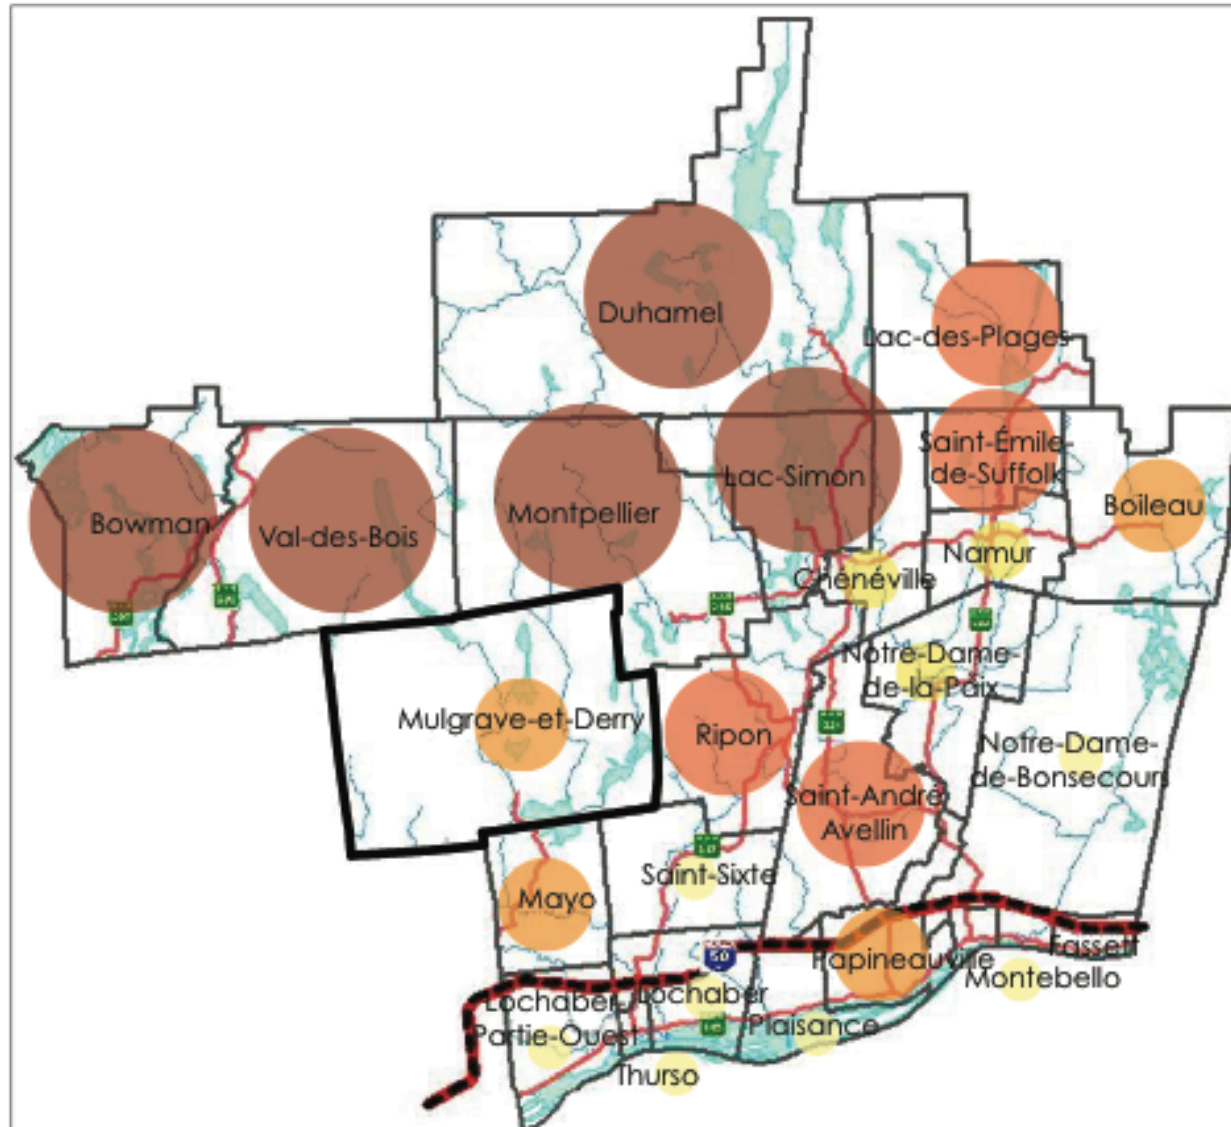 Duhamel
Lac-des-Plages
Saint-Émile-
de-Suffolk
Lac-Simon
Boileau
Montpellier
Bowman
Val-des-Bois
Namur
Chénéville
Notre-Dame-
de-la-Paix
Mulgrave-et-Derry
Ripon
Notre-Dame-
de-Bonsecours
Saint-André-
Avellin
Saint-Sixte
Mayo
50
Papineauville
Fassett
Montebello
Lochaber
Lochaber-
Partie-Ouest
Plaisance
Thurso